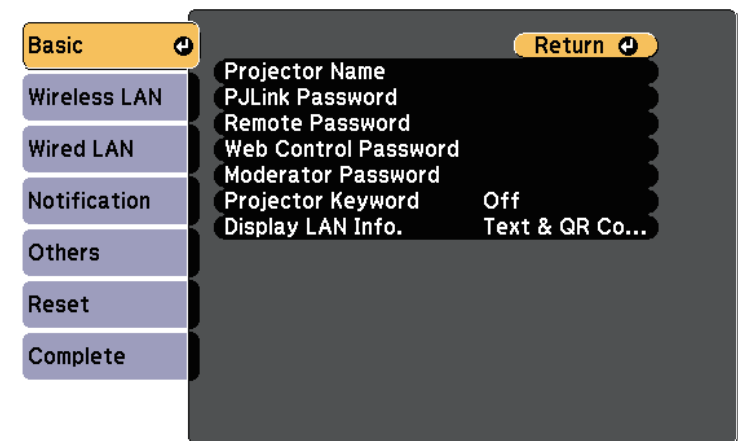 Basic
Wireless LAN
Wired LAN
Notification
Others
Reset
Complete
Return
Projector Name
PJLink Password
Remote Password
Web Control Password
Moderator Password
Projector Keyword Off
Display LAN Info. Text & QR Co...